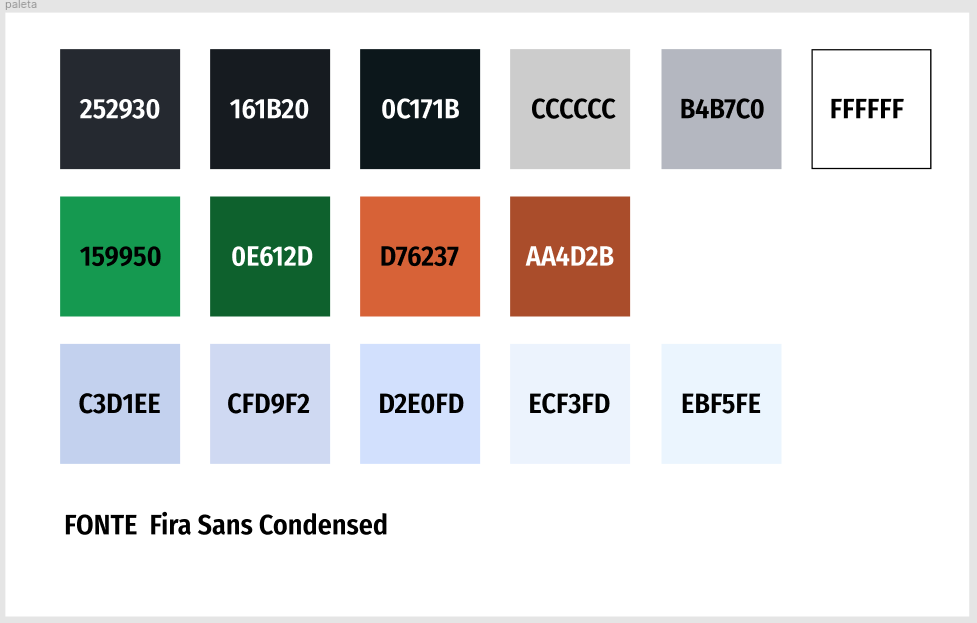 paleta
252930 161B20 0C171B CCCCCC B4B7C0 FFFFFF
159950 0E612D D76237 AA4D2B
C3D1EE CFD9F2 D2E0FD ECF3FD EBF5FE
FONTE Fira Sans Condensed